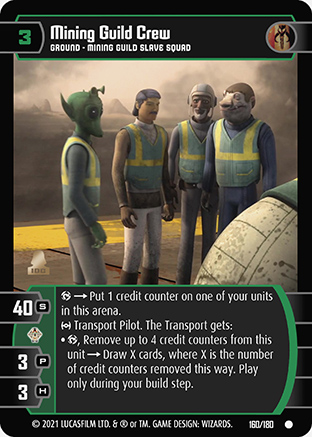 3
Mining Guild Crew
GROUND - MINING GUILD SLAVE SQUAD
40 S
3 P
3 H
→ Put 1 credit counter on one of your units
in this arena.
Transport Pilot. The Transport gets:
• , Remove up to 4 credit counters from this
unit → Draw X cards, where X is the number
of credit counters removed this way. Play
only during your build step.
© 2021 LUCASFILM LTD. & ® or TM. GAME DESIGN: WIZARDS.
160/180